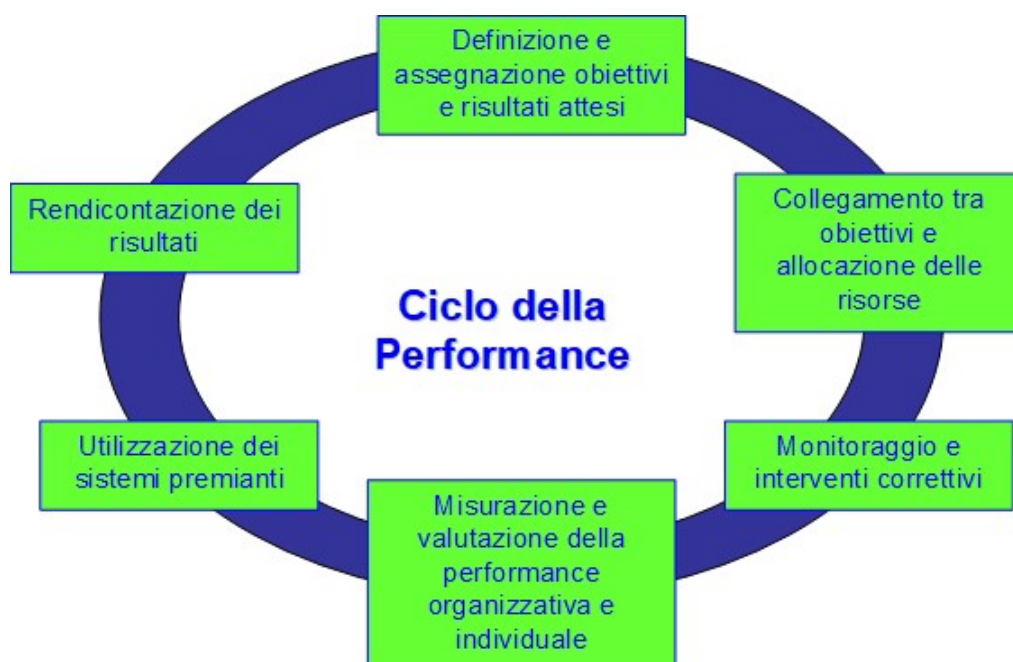 Definizione e
assegnazione obiettivi
e risultati attesi
Collegamento tra
obiettivi e
allocazione delle
risorse
Monitoraggio e
interventi correttivi
Misurazione e
valutazione della
performance
organizzativa e
individuale
Utilizzazione dei
sistemi premianti
Rendicontazione dei
risultati
Ciclo della
Performance